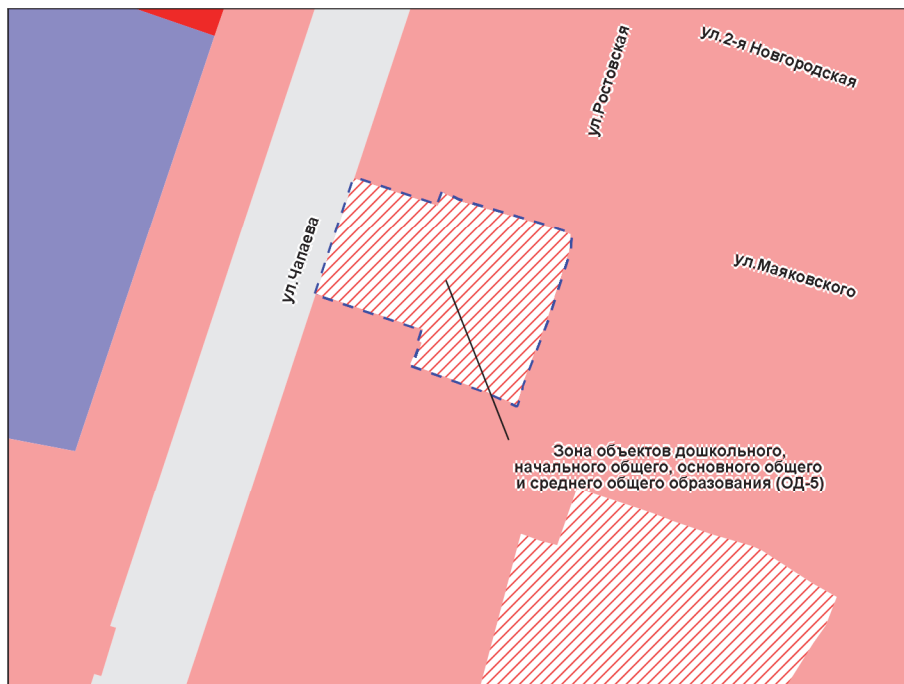 ул.2-я Новгородская
ул.Ростовская
ул.Чапаева
ул.Маяковского
Зона объектов дошкольного,
начального общего, основного общего
и среднего общего образования (ОД-5)